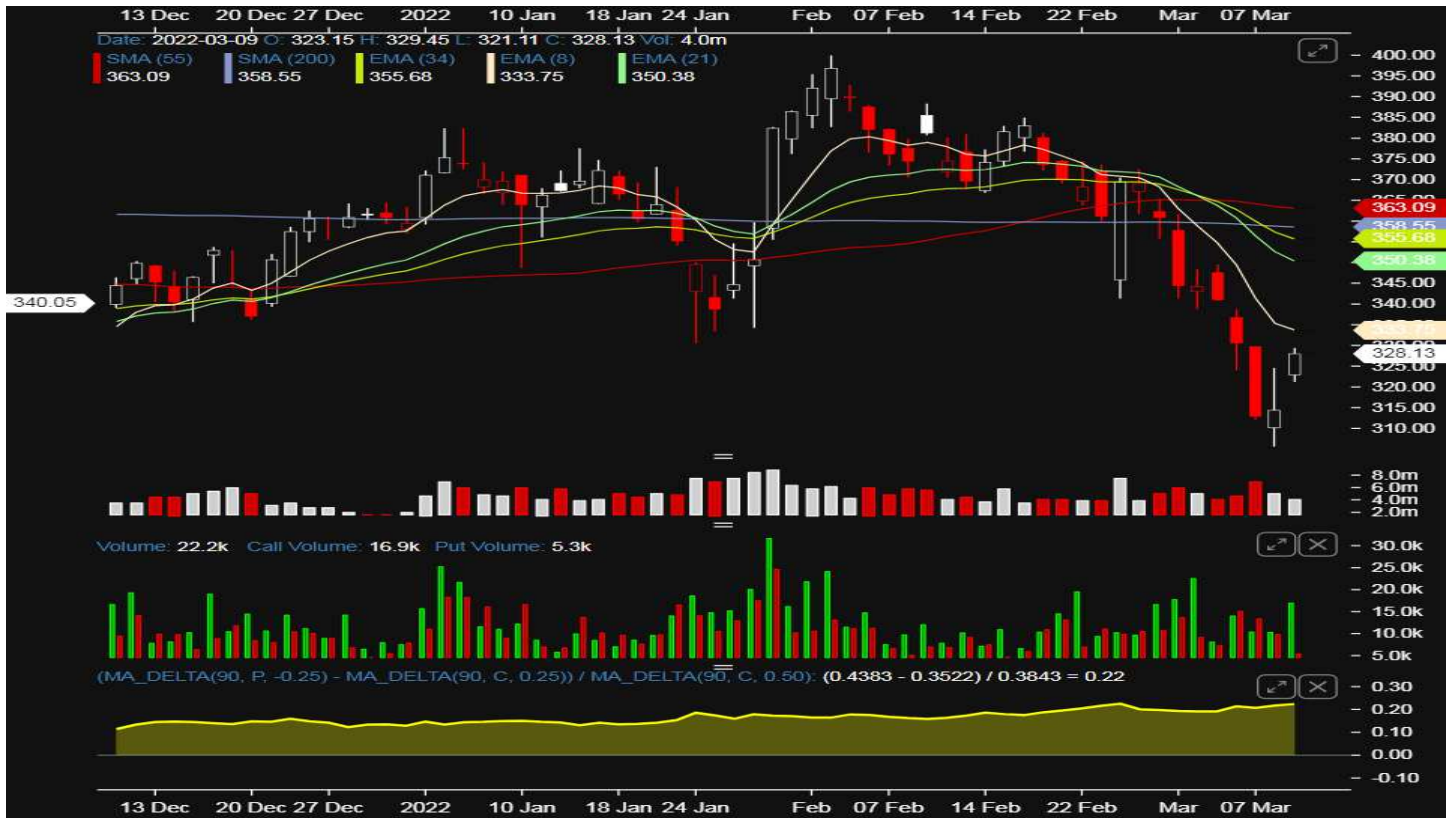 13 Dec 20 Dec 27 Dec 2022 10 Jan 18 Jan 24 Jan Feb 07 Feb 14 Feb 22 Feb Mar 07 Mar
Date: 2022-03-09 O: 323.15 H: 329.45 L: 321.11 C: 328.13 Vol: 4.0m
SMA (55) SMA (200) EMA (34) EMA (8) EMA (21)
363.09 358.55 355.68 333.75 350.38
400.00
395.00
390.00
385.00
380.00
375.00
370.00
363.09
358.55
355.68
350.38
345.00
340.05
340.00
333.75
328.13
325.00
320.00
315.00
310.00
8.0m
6.0m
4.0m
2.0m
Volume: 22.2k Call Volume: 16.9k Put Volume: 5.3k
30.0k
25.0k
20.0k
15.0k
10.0k
5.0k
(MA_DELTA(90, P, -0.25) - MA_DELTA(90, C, 0.25)) / MA_DELTA(90, C, 0.50): (0.4383 - 0.3522) / 0.3843 = 0.22
0.30
0.20
0.10
0.00
-0.10
13 Dec 20 Dec 27 Dec 2022 10 Jan 18 Jan 24 Jan Feb 07 Feb 14 Feb 22 Feb Mar 07 Mar